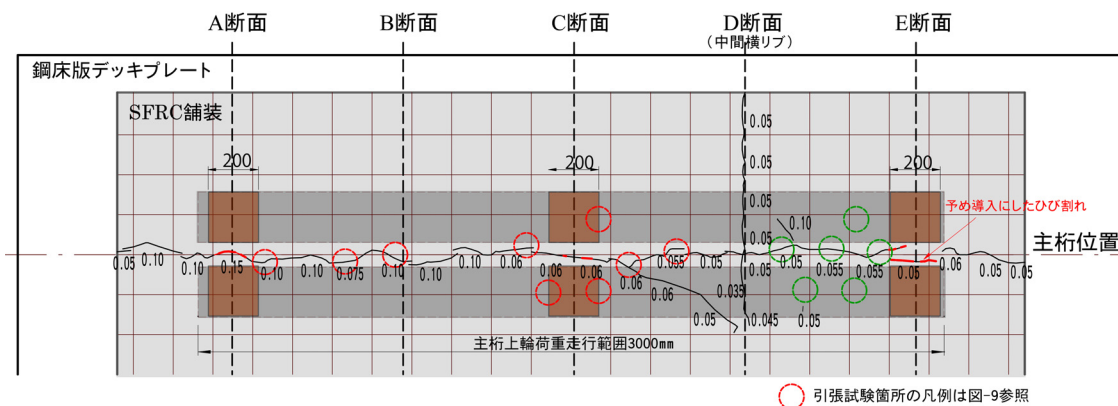 A断面 B断面 C断面 D断面 E断面
（中間横リブ）
鋼床版デッキプレート
SFRC舗装
0.05
200 200 200
0.05
0.05
予め導入にしたひび割れ
0.10
0.05
主桁位置
0.05 0.10 0.10 0.15 0.10 0.10 0.05 0.10 0.10 0.06 0.06 0.06 0.06 0.06 0.055 0.05 0.05 0.055 0.055 0.05 0.06 0.05 0.05
0.05 0.035 0.045 0.05
主桁上輪荷重走行範囲3000mm
引張試験箇所の凡例は図-9参照